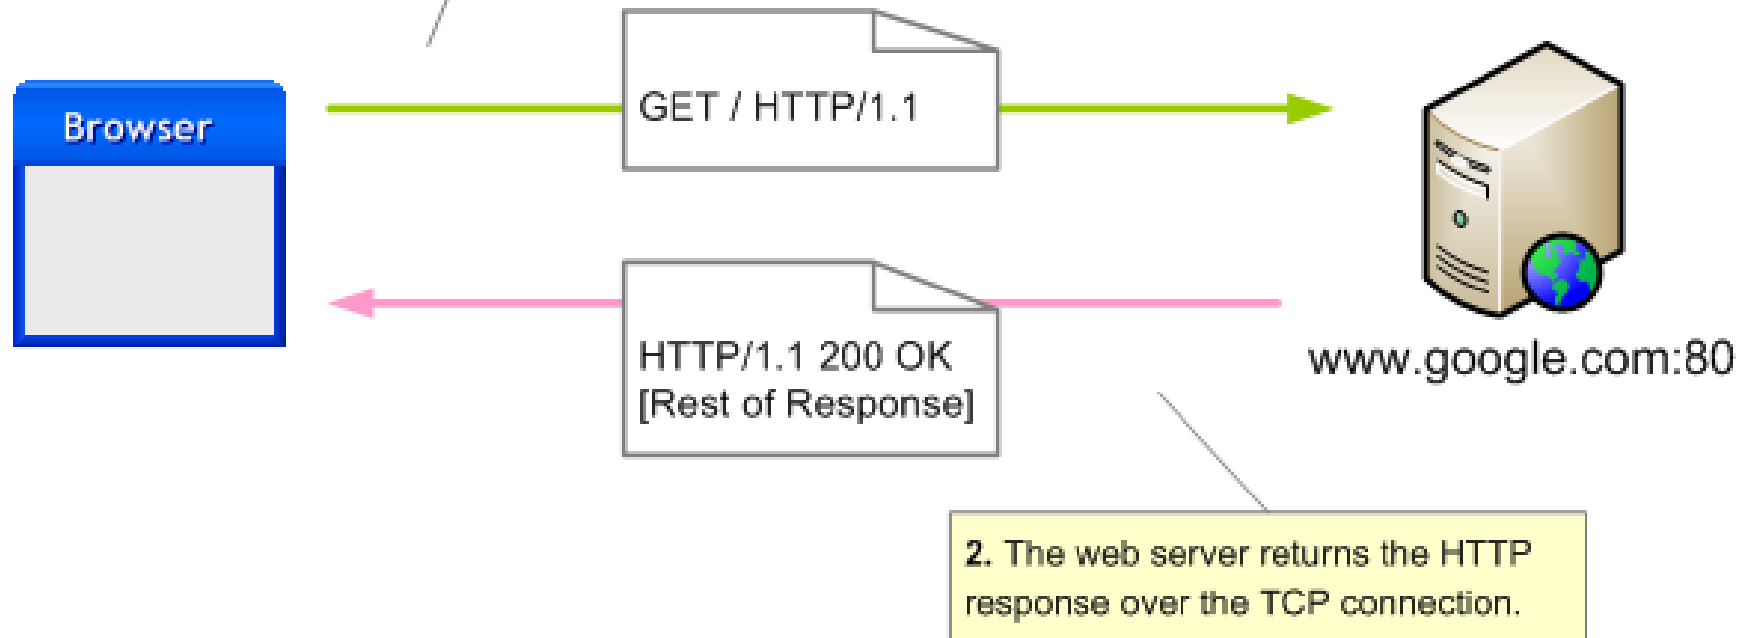 GET / HTTP/1.1
Browser
HTTP/1.1 200 OK
[Rest of Response]
www.google.com:80
2. The web server returns the HTTP
response over the TCP connection.